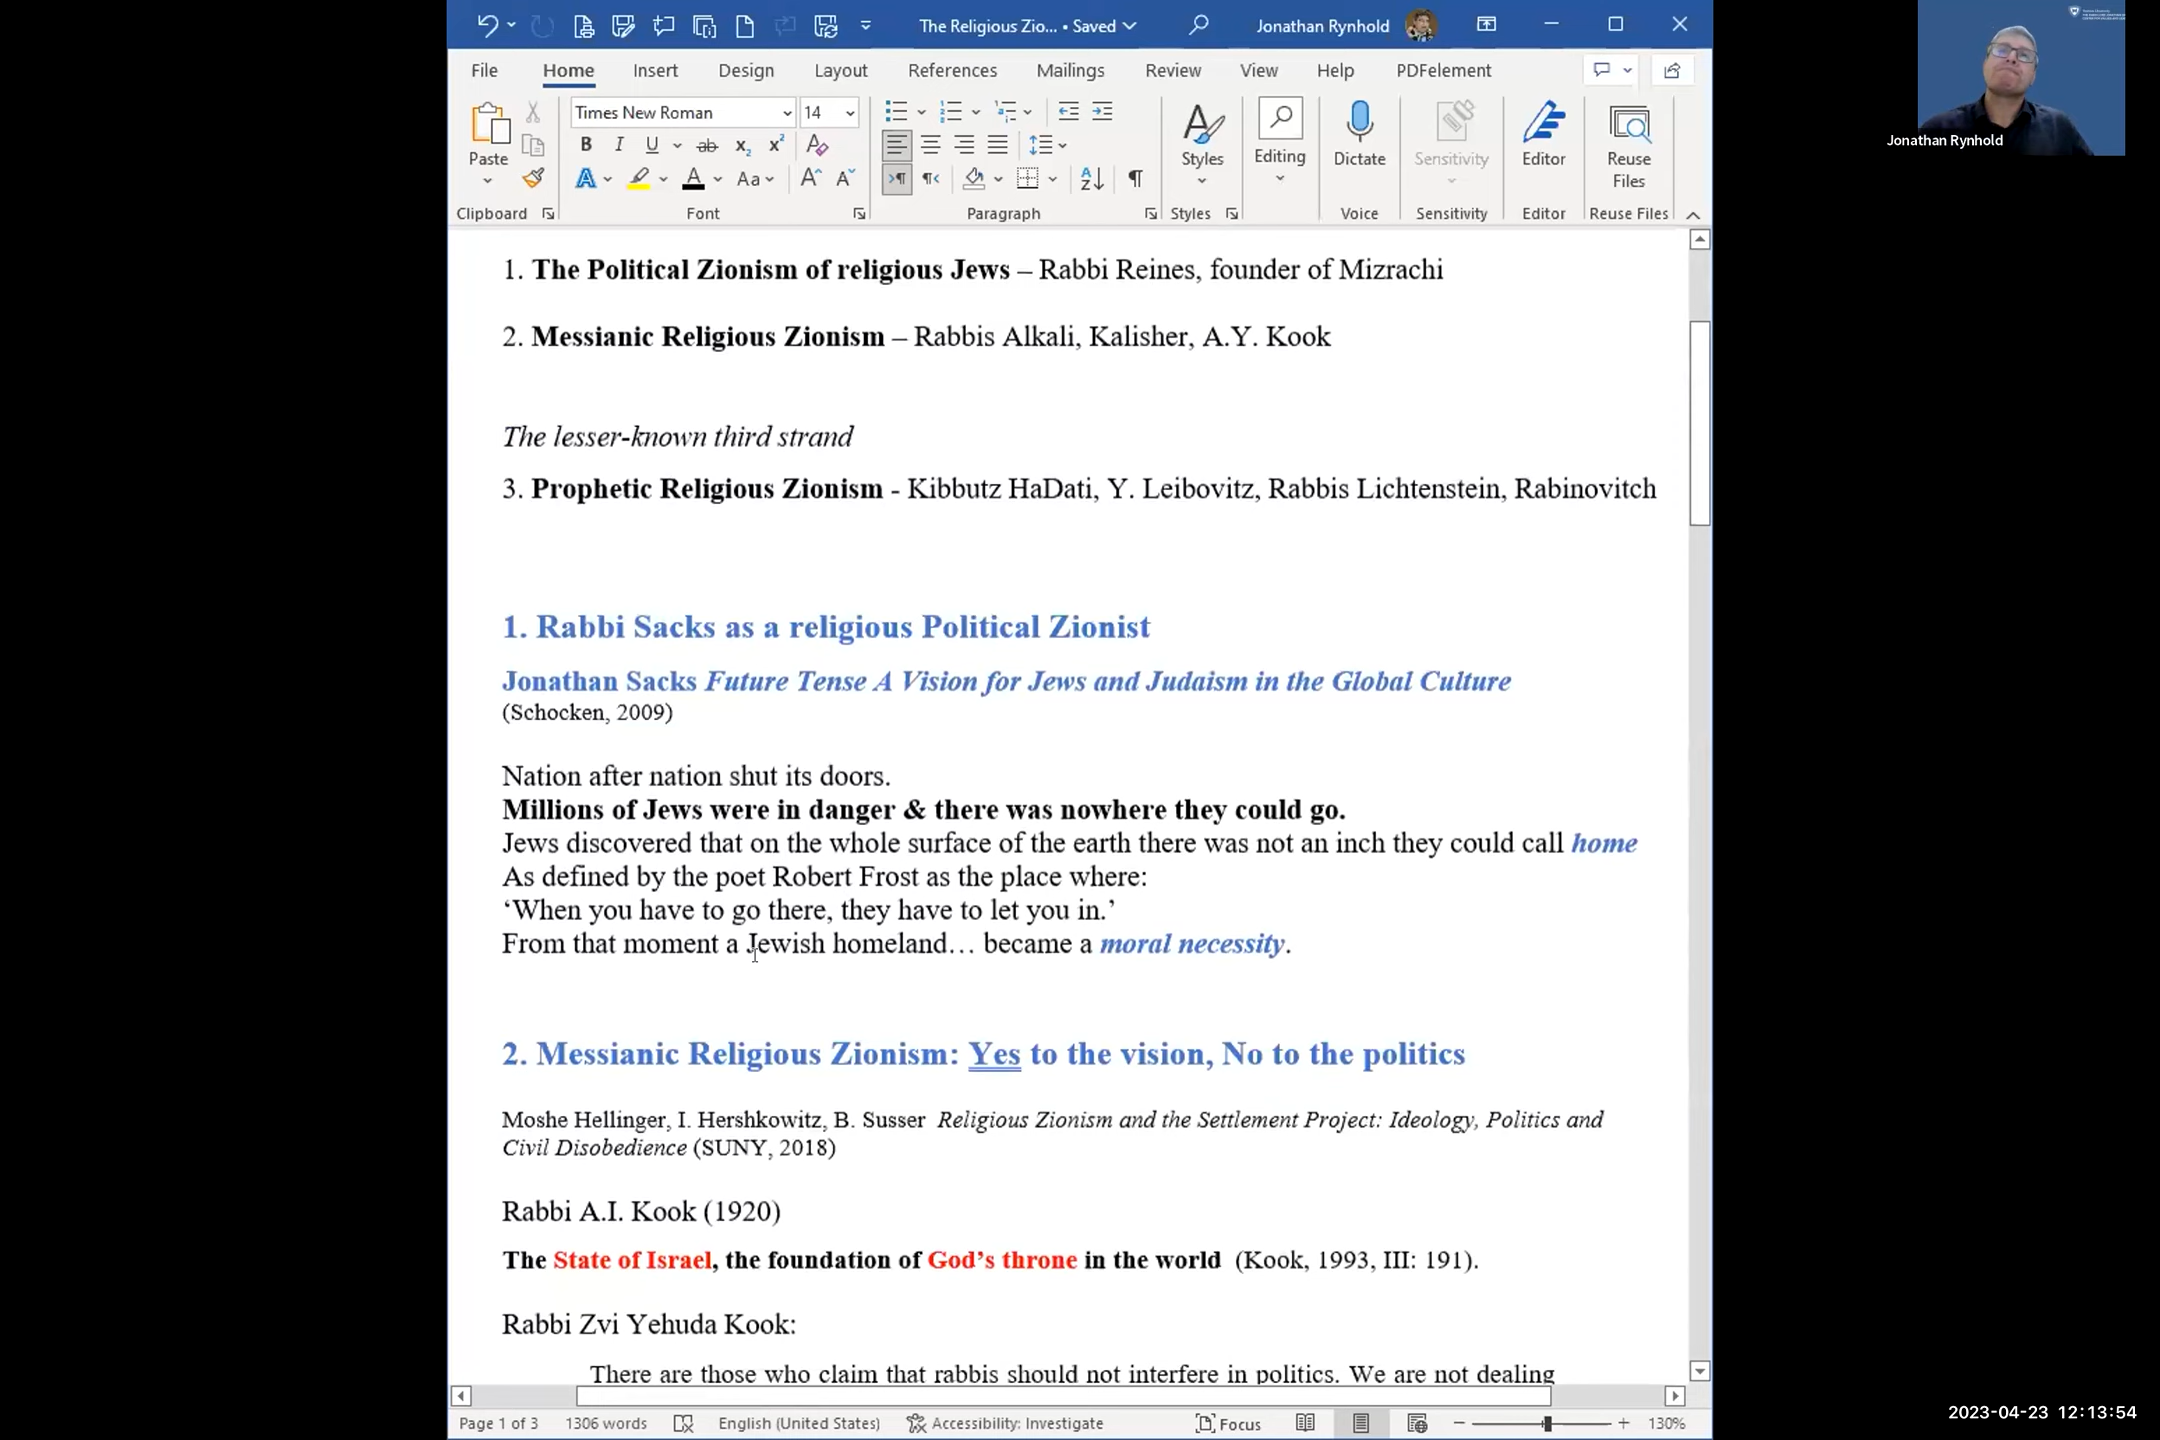 The Religious Zio... • Saved
Jonathan Rynhold
File Home Insert Design Layout References Mailings Review View Help PDFelement
Times New Roman 14
Paste
B I U ab x₂ x² A
A A Aa A A
Styles
Editing
Dictate
Sensitivity
Editor
Reuse Files
Clipboard Font Paragraph Styles Voice Sensitivity Editor Reuse Files
1. The Political Zionism of religious Jews – Rabbi Reines, founder of Mizrachi
2. Messianic Religious Zionism – Rabbis Alkali, Kalisher, A.Y. Kook
The lesser-known third strand
3. Prophetic Religious Zionism - Kibbutz HaDati, Y. Leibovitz, Rabbis Lichtenstein, Rabinovitch
1. Rabbi Sacks as a religious Political Zionist
Jonathan Sacks Future Tense A Vision for Jews and Judaism in the Global Culture
(Schocken, 2009)
Nation after nation shut its doors.
Millions of Jews were in danger & there was nowhere they could go.
Jews discovered that on the whole surface of the earth there was not an inch they could call home
As defined by the poet Robert Frost as the place where:
‘When you have to go there, they have to let you in.’
From that moment a Jewish homeland… became a moral necessity.
2. Messianic Religious Zionism: Yes to the vision, No to the politics
Moshe Hellinger, I. Hershkowitz, B. Susser Religious Zionism and the Settlement Project: Ideology, Politics and
Civil Disobedience (SUNY, 2018)
Rabbi A.I. Kook (1920)
The State of Israel, the foundation of God’s throne in the world (Kook, 1993, III: 191).
Rabbi Zvi Yehuda Kook:
There are those who claim that rabbis should not interfere in politics. We are not dealing
Page 1 of 3 1306 words English (United States) Accessibility: Investigate Focus 130%
Jonathan Rynhold
2023-04-23 12:13:54